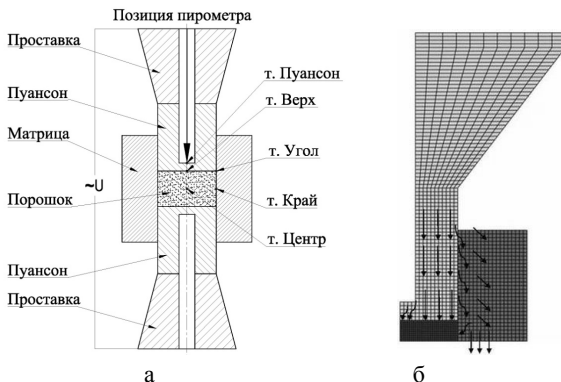 Позиция пирометра
Проставка
т. Пуансон
Пуансон
т. Верх
Матрица
т. Угол
~U
Порошок
т. Край
т. Центр
Пуансон
Проставка
а
б